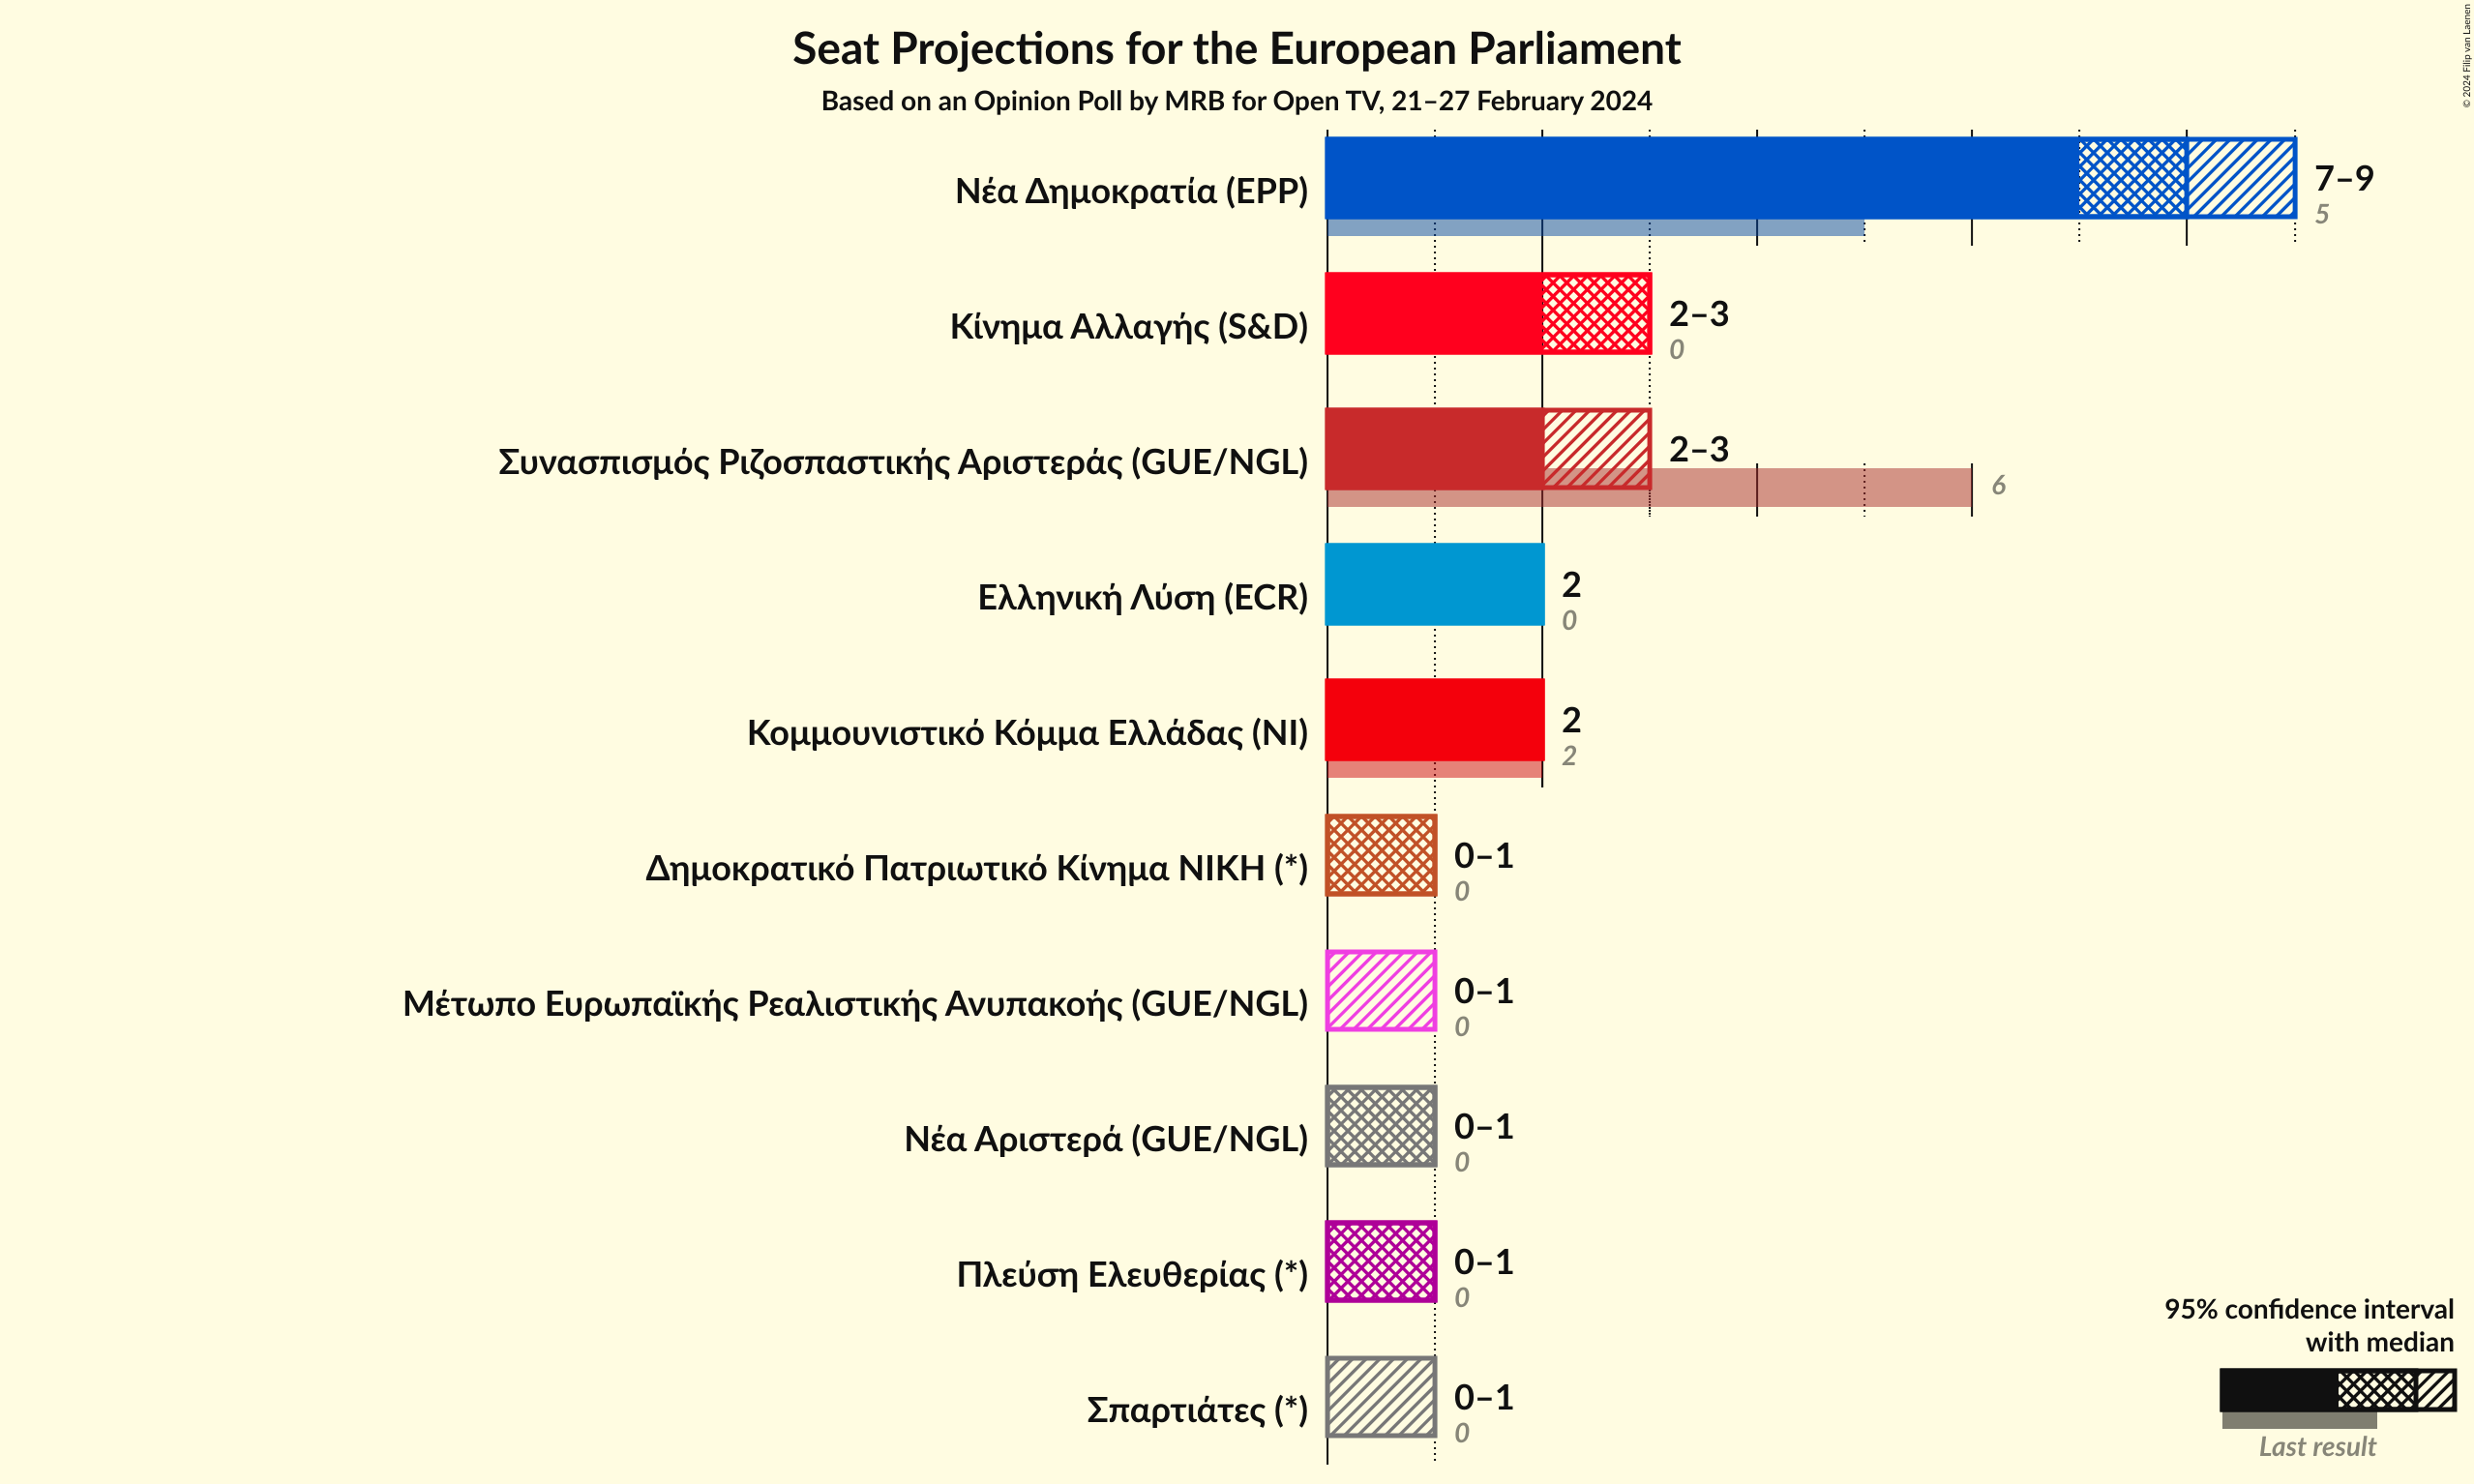 Seat Projections for the European Parliament
Based on an Opinion Poll by MRB for Open TV, 21–27 February 2024
© 2024 Filip van Laenen
Νέα Δημοκρατία (EPP)
7–9
5
Κίνημα Αλλαγής (S&D)
2–3
0
Συνασπισμός Ριζοσπαστικής Αριστεράς (GUE/NGL)
2–3
6
Ελληνική Λύση (ECR)
2
0
Κομμουνιστικό Κόμμα Ελλάδας (NI)
2
2
Δημοκρατικό Πατριωτικό Κίνημα ΝΙΚΗ (*)
0–1
0
Μέτωπο Ευρωπαϊκής Ρεαλιστικής Ανυπακοής (GUE/NGL)
0–1
0
Νέα Αριστερά (GUE/NGL)
0–1
0
Πλεύση Ελευθερίας (*)
0–1
0
Σπαρτιάτες (*)
0–1
0
95% confidence interval
with median
Last result